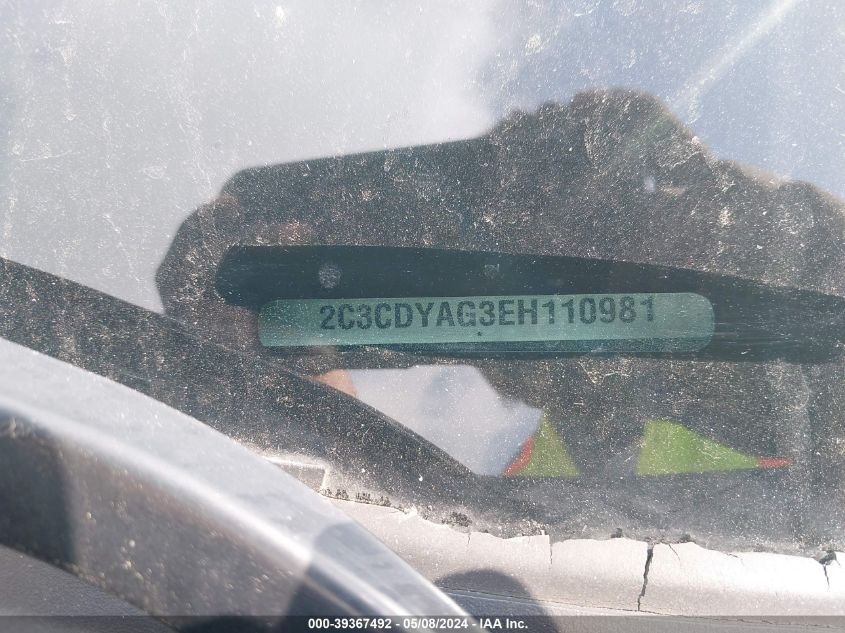 2C3CDYAG3EH110981
000-39367492 - 05/08/2024 - IAA Inc.